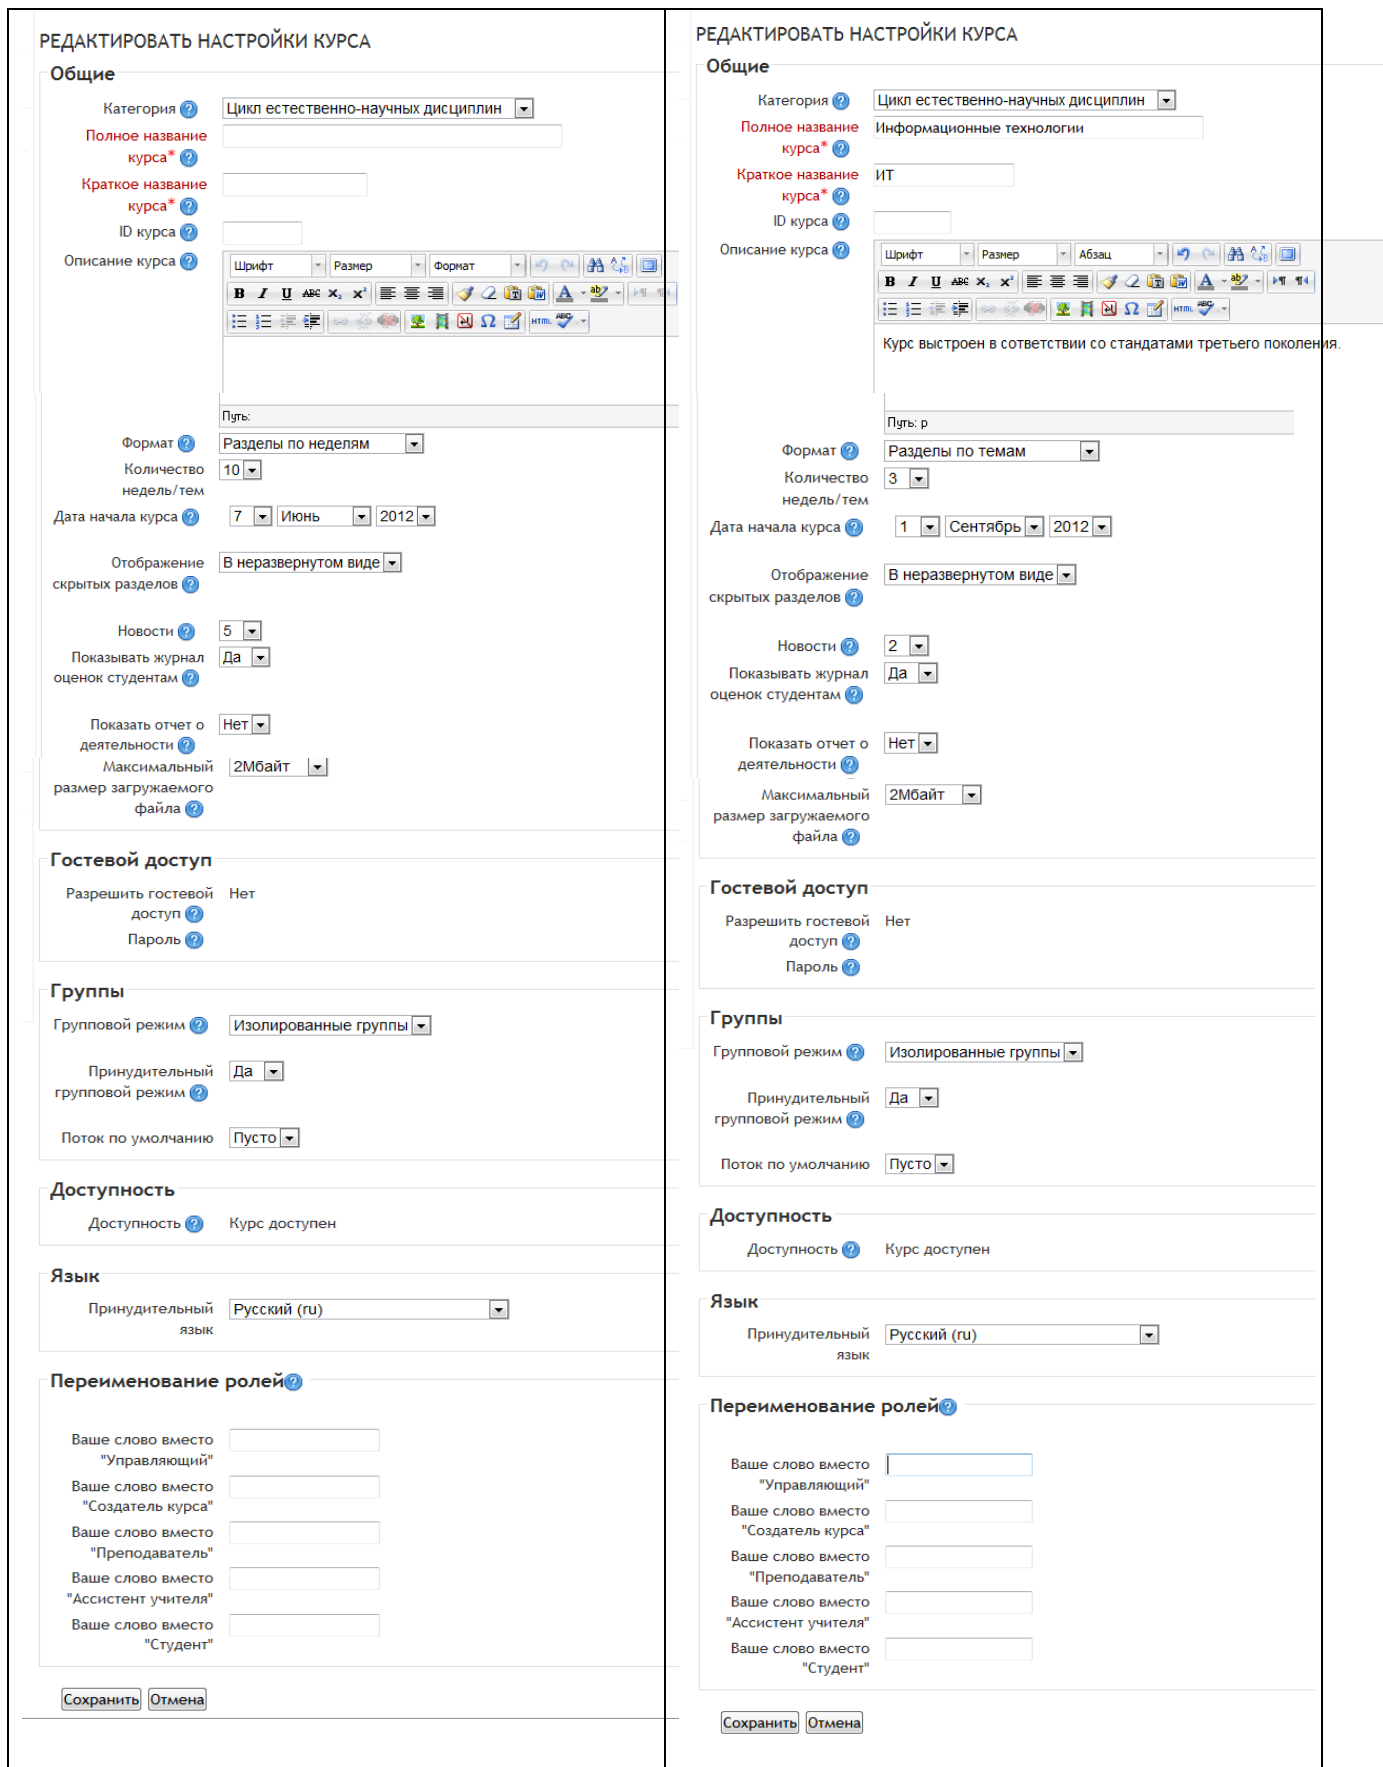 РЕДАКТИРОВАТЬ НАСТРОЙКИ КУРСА
Общие
Категория
Цикл естественно-научных дисциплин
Полное название
курса*
Краткое название
курса*
ID курса
Описание курса
Шрифт Размер Формат
B I U ABC x₂ x²
HTML ABC
Путь:
Формат
Разделы по неделям
Количество
недель/тем
10
Дата начала курса
7 Июнь 2012
Отображение
скрытых разделов
В неразвернутом виде
Новости
5
Показывать журнал
оценок студентам
Да
Показать отчет о
деятельности
Нет
Максимальный
размер загружаемого
файла
2Мбайт
Гостевой доступ
Разрешить гостевой
доступ
Нет
Пароль
Группы
Групповой режим
Изолированные группы
Принудительный
групповой режим
Да
Поток по умолчанию
Пусто
Доступность
Доступность
Курс доступен
Язык
Принудительный
язык
Русский (ru)
Переименование ролей
Ваше слово вместо
"Управляющий"
Ваше слово вместо
"Создатель курса"
Ваше слово вместо
"Преподаватель"
Ваше слово вместо
"Ассистент учителя"
Ваше слово вместо
"Студент"
Сохранить Отмена
РЕДАКТИРОВАТЬ НАСТРОЙКИ КУРСА
Общие
Категория
Цикл естественно-научных дисциплин
Полное название
курса*
Информационные технологии
Краткое название
курса*
ИТ
ID курса
Описание курса
Шрифт Размер Абзац
B I U ABC x₂ x²
HTML ABC
Курс выстроен в сответствии со стандатами третьего поколения.
Путь: p
Формат
Разделы по темам
Количество
недель/тем
3
Дата начала курса
1 Сентябрь 2012
Отображение
скрытых разделов
В неразвернутом виде
Новости
2
Показывать журнал
оценок студентам
Да
Показать отчет о
деятельности
Нет
Максимальный
размер загружаемого
файла
2Мбайт
Гостевой доступ
Разрешить гостевой
доступ
Нет
Пароль
Группы
Групповой режим
Изолированные группы
Принудительный
групповой режим
Да
Поток по умолчанию
Пусто
Доступность
Доступность
Курс доступен
Язык
Принудительный
язык
Русский (ru)
Переименование ролей
Ваше слово вместо
"Управляющий"
Ваше слово вместо
"Создатель курса"
Ваше слово вместо
"Преподаватель"
Ваше слово вместо
"Ассистент учителя"
Ваше слово вместо
"Студент"
Сохранить Отмена